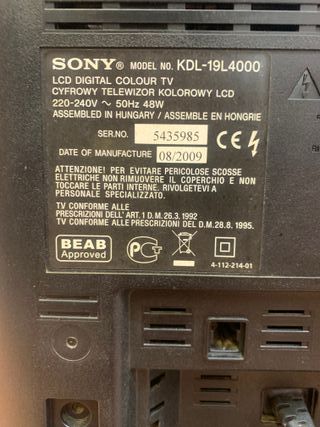 SONY® MODEL NO. KDL-19L4000
LCD DIGITAL COLOUR TV
CYFROWY TELEWIZOR KOLOROWY LCD
220-240V ~ 50Hz 48W
ASSEMBLED IN HUNGARY / ASSEMBLE EN HONGRIE
SER.NO. 5435985 CE
DATE OF MANUFACTURE 08/2009
ATTENZIONE! PER EVITARE PERICOLOSE SCOSSE
ELETTRICHE NON RIMUOVERE IL COPERCHIO E NON
TOCCARE LE PARTI INTERNE. RIVOLGETEVI A
PERSONALE SPECIALIZZATO.
TV CONFORME ALLE
PRESCRIZIONI DELL' ART.1 D.M.26.3.1992
TV CONFORME ALLE PRESCRIZIONI DEL D.M.28.8.1995.
BEAB
Approved
4-112-214-01